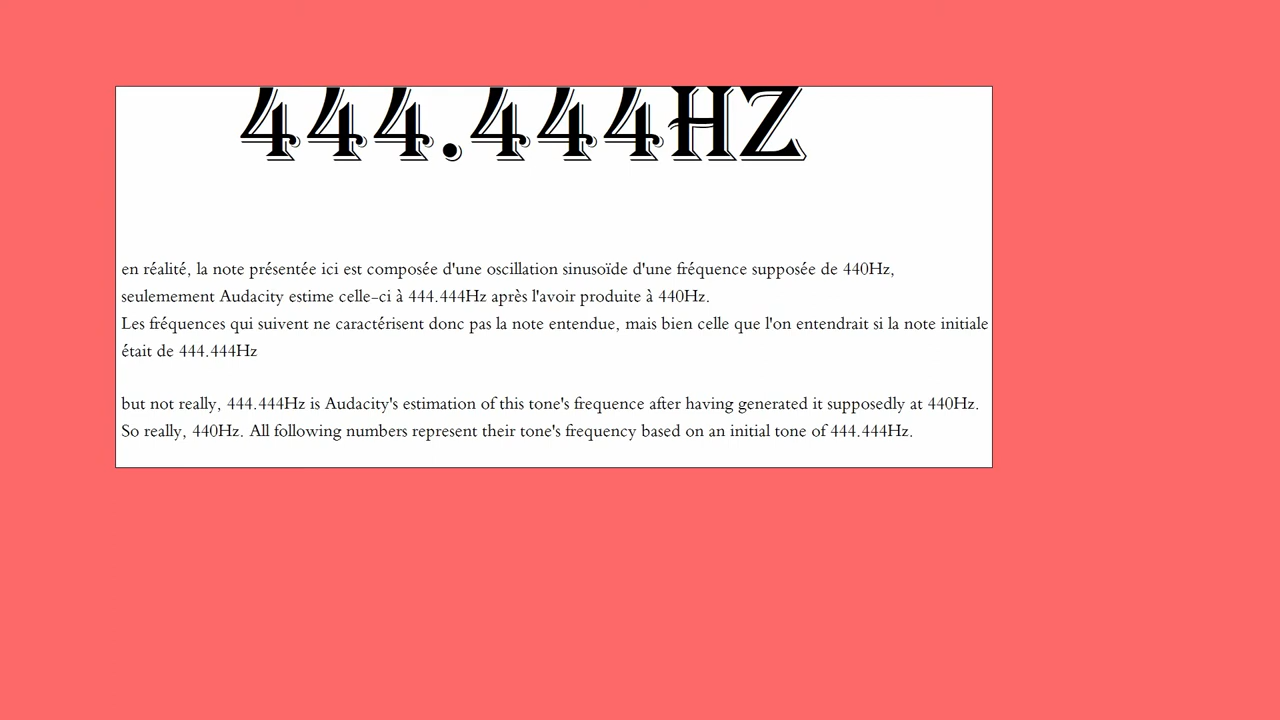 444.444HZ
en réalité, la note présentée ici est composée d'une oscillation sinusoïde d'une fréquence supposée de 440Hz,
seulemement Audacity estime celle-ci à 444.444Hz après l'avoir produite à 440Hz.
Les fréquences qui suivent ne caractérisent donc pas la note entendue, mais bien celle que l'on entendrait si la note initiale
était de 444.444Hz
but not really, 444.444Hz is Audacity's estimation of this tone's frequence after having generated it supposedly at 440Hz.
So really, 440Hz. All following numbers represent their tone's frequency based on an initial tone of 444.444Hz.